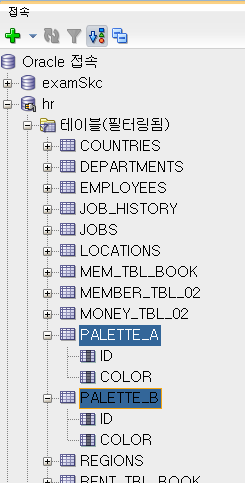 접속
Oracle 접속
examSkc
hr
테이블(필터링됨)
COUNTRIES
DEPARTMENTS
EMPLOYEES
JOB_HISTORY
JOBS
LOCATIONS
MEM_TBL_BOOK
MEMBER_TBL_02
MONEY_TBL_02
PALETTE_A
ID
COLOR
PALETTE_B
ID
COLOR
REGIONS
RENT_TBL_BOOK